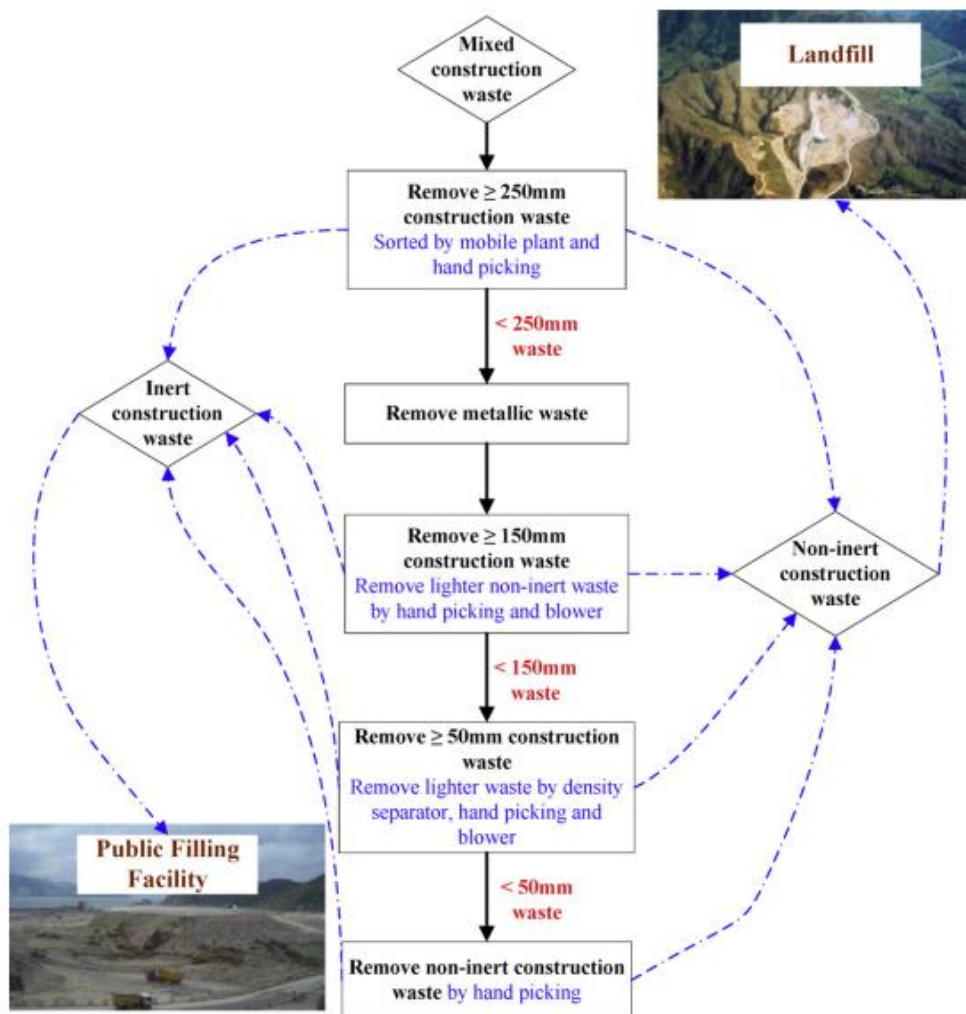 Mixed
construction
waste
Landfill
Remove ≥ 250mm
construction waste
Sorted by mobile plant and
hand picking
< 250mm
waste
Inert
construction
waste
Remove metallic waste
Remove ≥ 150mm
construction waste
Remove lighter non-inert waste
by hand picking and blower
Non-inert
construction
waste
< 150mm
waste
Remove ≥ 50mm construction
waste
Remove lighter waste by density
separator, hand picking and
blower
Public Filling
Facility
< 50mm
waste
Remove non-inert construction
waste by hand picking